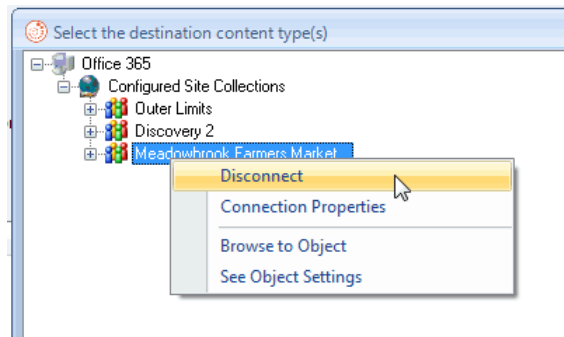 Select the destination content type(s)
Office 365
Configured Site Collections
Outer Limits
Discovery 2
Meadowbrook Farmers Market
Disconnect
Connection Properties
Browse to Object
See Object Settings